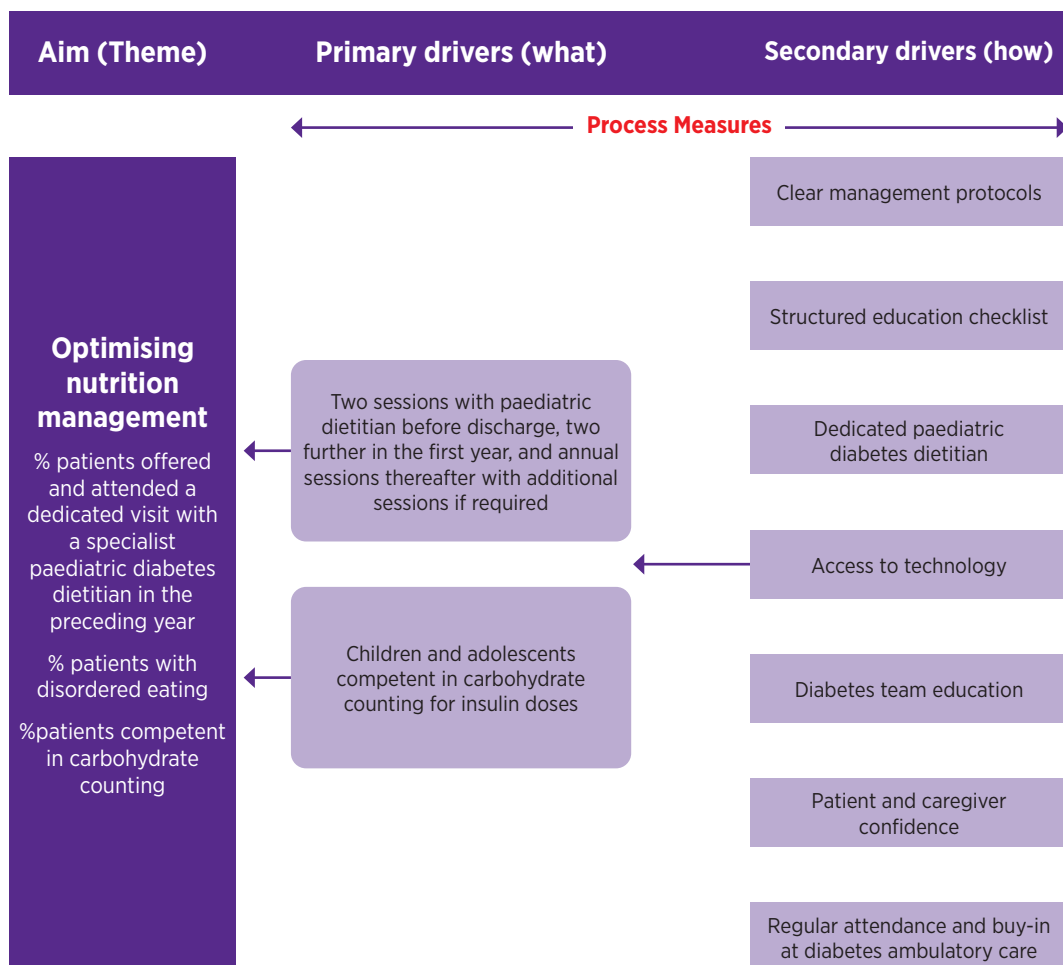 Aim (Theme)
Primary drivers (what)
Secondary drivers (how)
Process Measures
Optimising
nutrition
management
% patients offered
and attended a
dedicated visit with
a specialist
paediatric diabetes
dietitian in the
preceding year
% patients with
disordered eating
%patients competent
in carbohydrate
counting
Two sessions with paediatric
dietitian before discharge, two
further in the first year, and annual
sessions thereafter with additional
sessions if required
Children and adolescents
competent in carbohydrate
counting for insulin doses
Clear management protocols
Structured education checklist
Dedicated paediatric
diabetes dietitian
Access to technology
Diabetes team education
Patient and caregiver
confidence
Regular attendance and buy-in
at diabetes ambulatory care